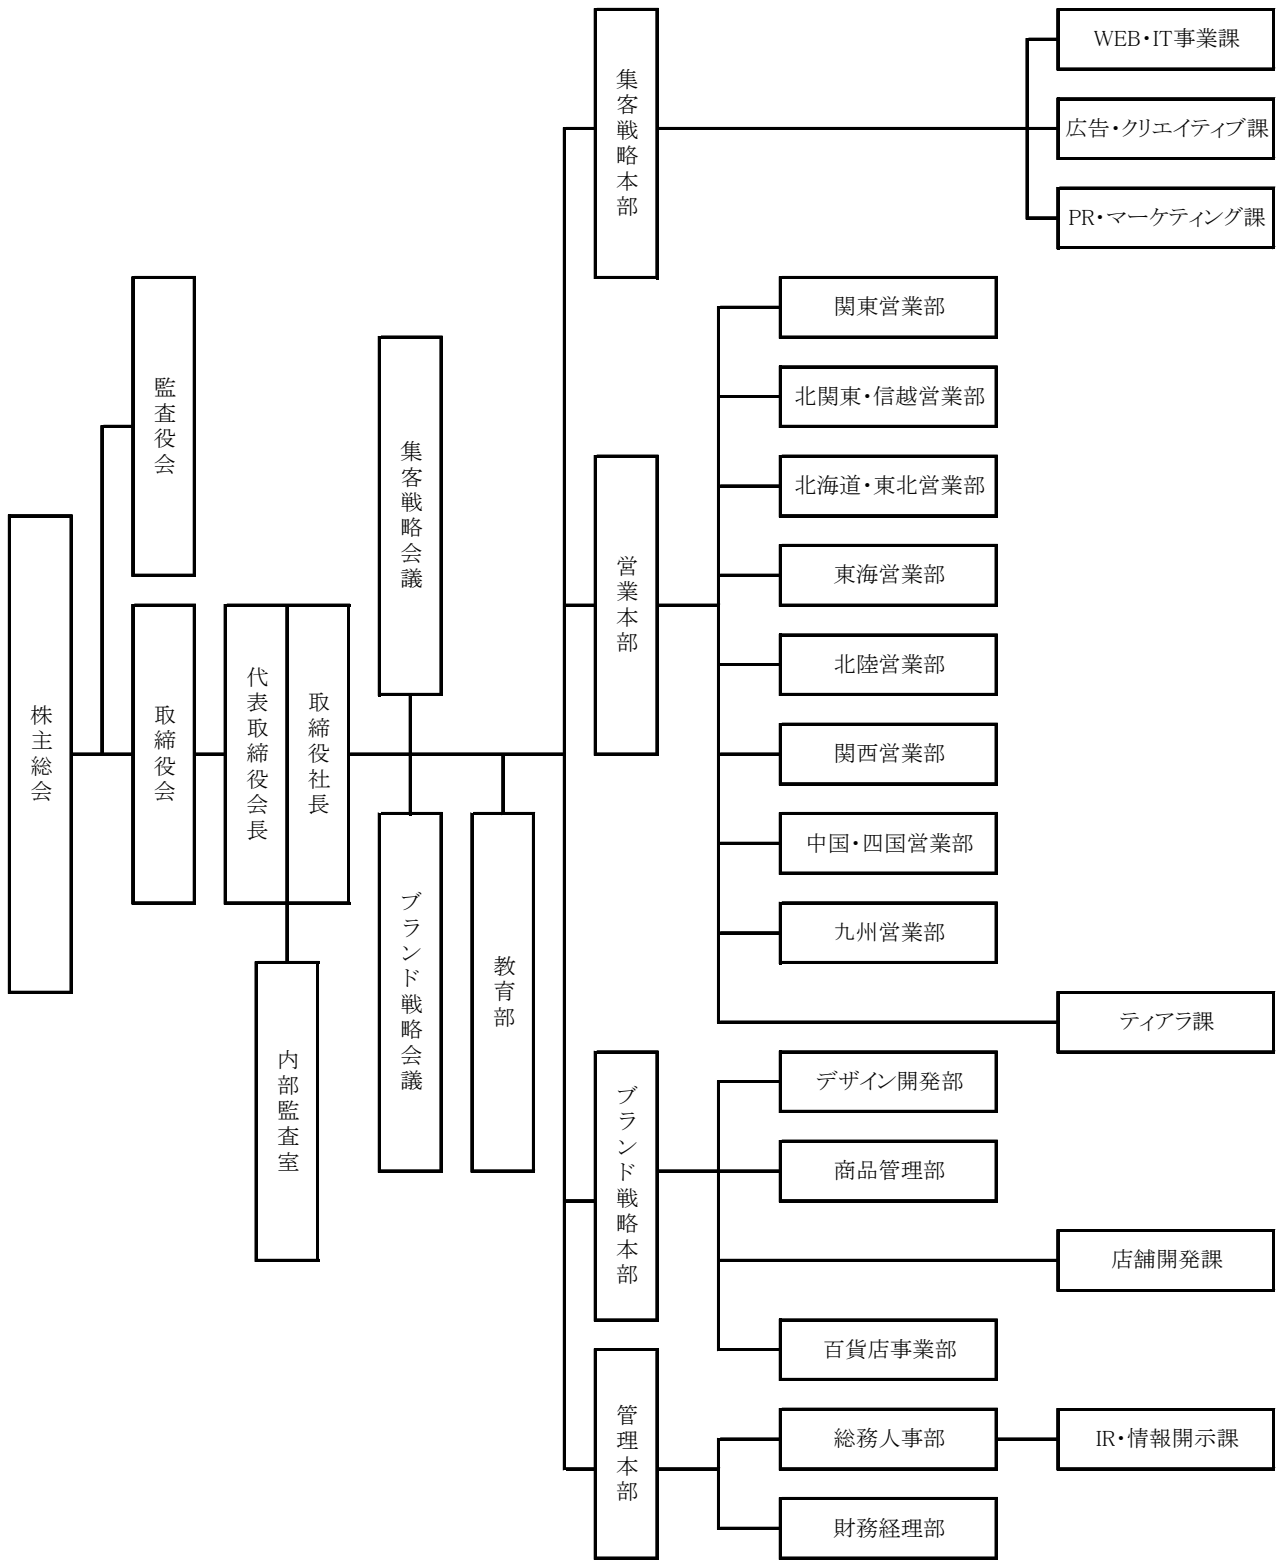 株主総会
監査役会
取締役会
代表取締役会長
取締役社長
内部監査室
集客戦略会議
ブランド戦略会議
教育部
集客戦略本部
WEB・IT事業課
広告・クリエイティブ課
PR・マーケティング課
営業本部
関東営業部
北関東・信越営業部
北海道・東北営業部
東海営業部
北陸営業部
関西営業部
中国・四国営業部
九州営業部
ティアラ課
ブランド戦略本部
デザイン開発部
商品管理部
店舗開発課
百貨店事業部
管理本部
総務人事部
IR・情報開示課
財務経理部